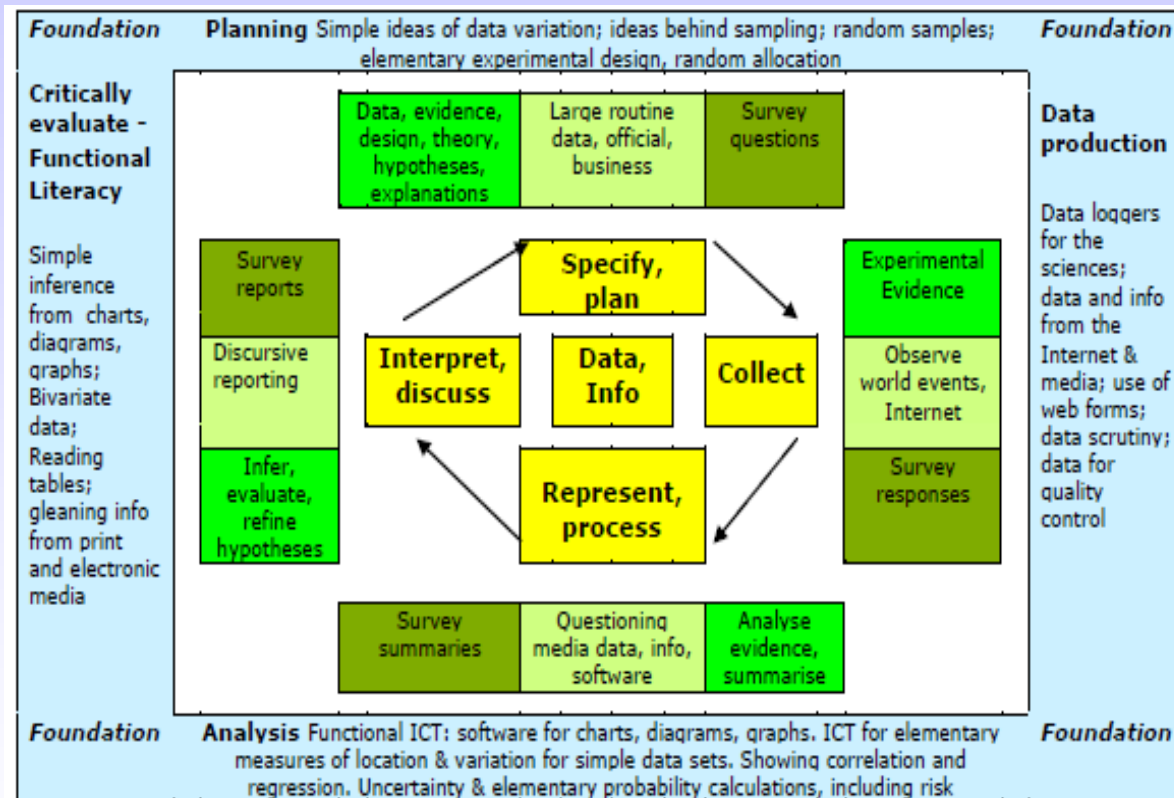 Foundation
Planning Simple ideas of data variation; ideas behind sampling; random samples;
elementary experimental design, random allocation
Foundation
Critically
evaluate -
Functional
Literacy
Simple
inference
from charts,
diagrams,
graphs;
Bivariate
data;
Reading
tables;
gleaning info
from print
and electronic
media
Data, evidence,
design, theory,
hypotheses,
explanations
Large routine
data, official,
business
Survey
questions
Survey
reports
Discursive
reporting
Infer,
evaluate,
refine
hypotheses
Specify,
plan
Interpret,
discuss
Data,
Info
Collect
Represent,
process
Experimental
Evidence
Observe
world events,
Internet
Survey
responses
Survey
summaries
Questioning
media data, info,
software
Analyse
evidence,
summarise
Data
production
Data loggers
for the
sciences;
data and info
from the
Internet &
media; use of
web forms;
data scrutiny;
data for
quality
control
Foundation
Analysis Functional ICT: software for charts, diagrams, graphs. ICT for elementary
measures of location & variation for simple data sets. Showing correlation and
regression. Uncertainty & elementary probability calculations, including risk
Foundation